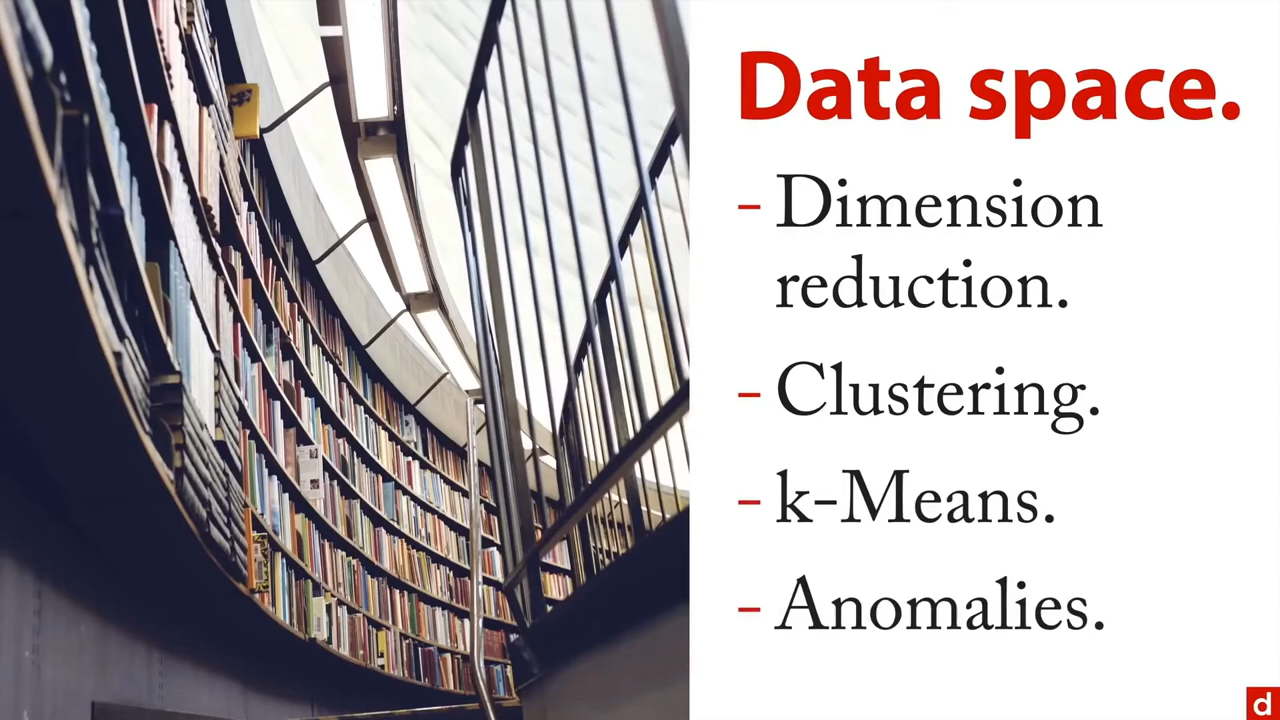 Data space.
- Dimension
reduction.
- Clustering.
- k-Means.
- Anomalies.
d